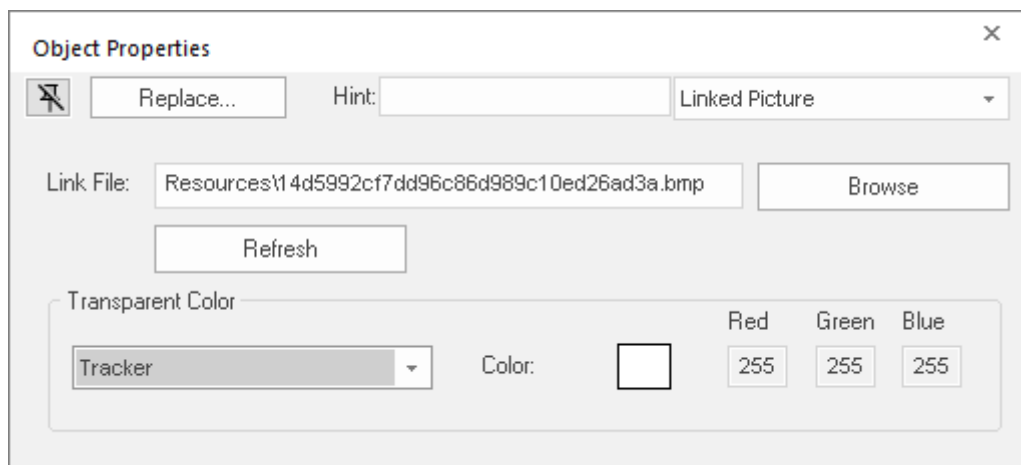 Object Properties
Replace... Hint: Linked Picture
Link File: Resources\14d5992cf7dd96c86d989c10ed26ad3a.bmp Browse
Refresh
Transparent Color
Red Green Blue
Tracker Color: 255 255 255